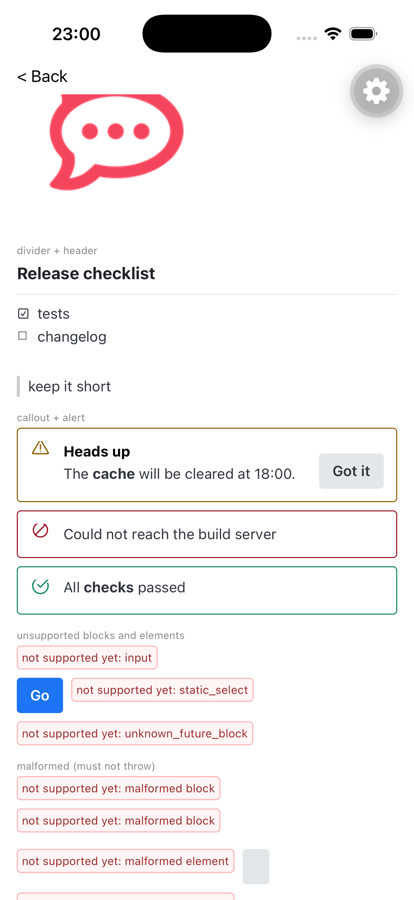 23:00
< Back
divider + header
Release checklist
tests
changelog
keep it short
callout + alert
Heads up
The cache will be cleared at 18:00.
Got it
Could not reach the build server
All checks passed
unsupported blocks and elements
not supported yet: input
Go
not supported yet: static_select
not supported yet: unknown_future_block
malformed (must not throw)
not supported yet: malformed block
not supported yet: malformed block
not supported yet: malformed element